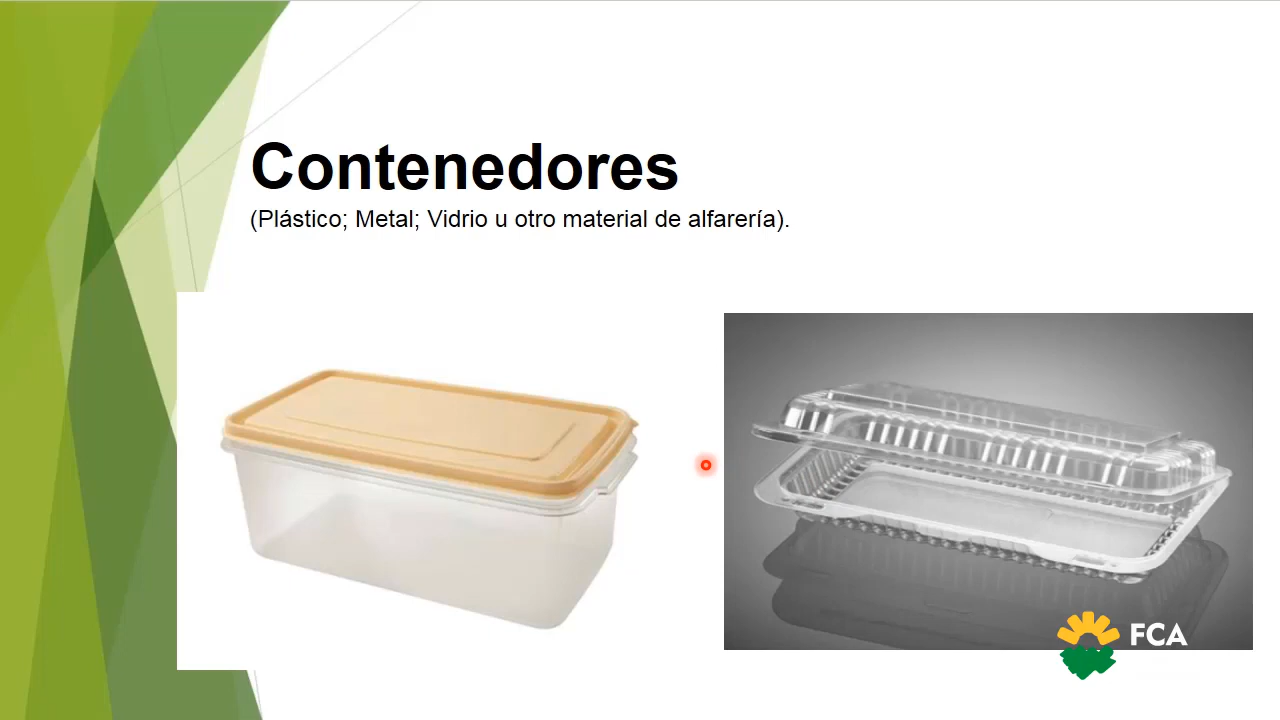 Contenedores
(Plástico; Metal; Vidrio u otro material de alfarería).
FCA